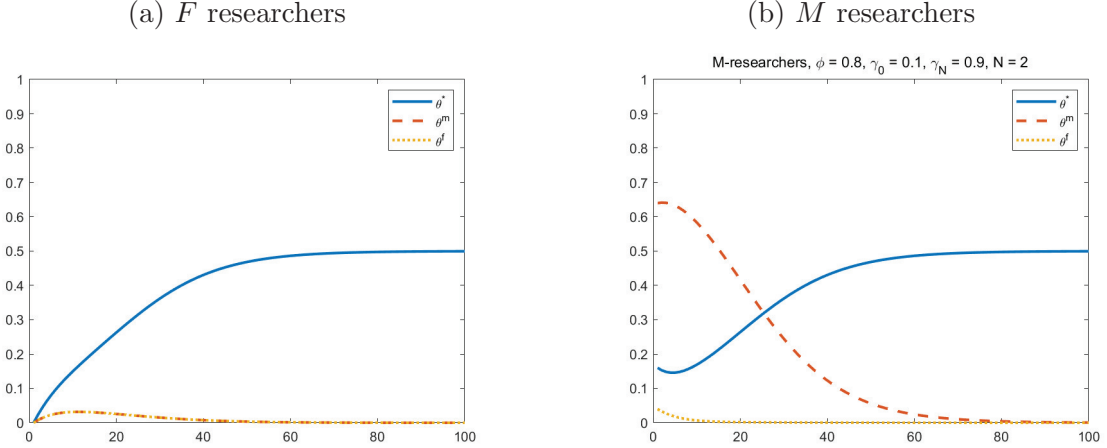 (a) F researchers
1
0.9
0.8
0.7
0.6
0.5
0.4
0.3
0.2
0.1
0
0 20 40 60 80 100
θ*
θᵐ
θᶠ
(b) M researchers
M-researchers, ϕ = 0.8, γ₀ = 0.1, γ_N = 0.9, N = 2
1
0.9
0.8
0.7
0.6
0.5
0.4
0.3
0.2
0.1
0
0 20 40 60 80 100
θ*
θᵐ
θᶠ